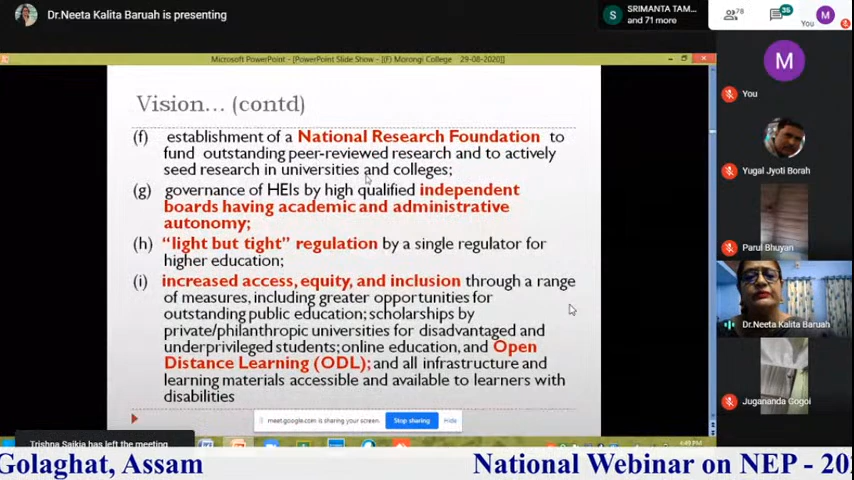 Dr.Neeta Kalita Baruah is presenting
S
SRIMANTA TAM...
and 71 more
78
35
You
M
Microsoft PowerPoint - [PowerPoint Slide Show - [(F) Morongi College 29-08-2020]]
Vision... (contd)
(f) establishment of a National Research Foundation to
fund outstanding peer-reviewed research and to actively
seed research in universities and colleges;
(g) governance of HEIs by high qualified independent
boards having academic and administrative
autonomy;
(h) "light but tight" regulation by a single regulator for
higher education;
(i) increased access, equity, and inclusion through a range
of measures, including greater opportunities for
outstanding public education; scholarships by
private/philanthropic universities for disadvantaged and
underprivileged students; online education, and Open
Distance Learning (ODL); and all infrastructure and
learning materials accessible and available to learners with
disabilities
meet.google.com is sharing your screen. Stop sharing Hide
Trishna Saikia has left the meeting
6:49 PM
M
You
Yugal Jyoti Borah
Parul Bhuyan
Dr.Neeta Kalita Baruah
Jugananda Gogoi
Golaghat, Assam
National Webinar on NEP - 20